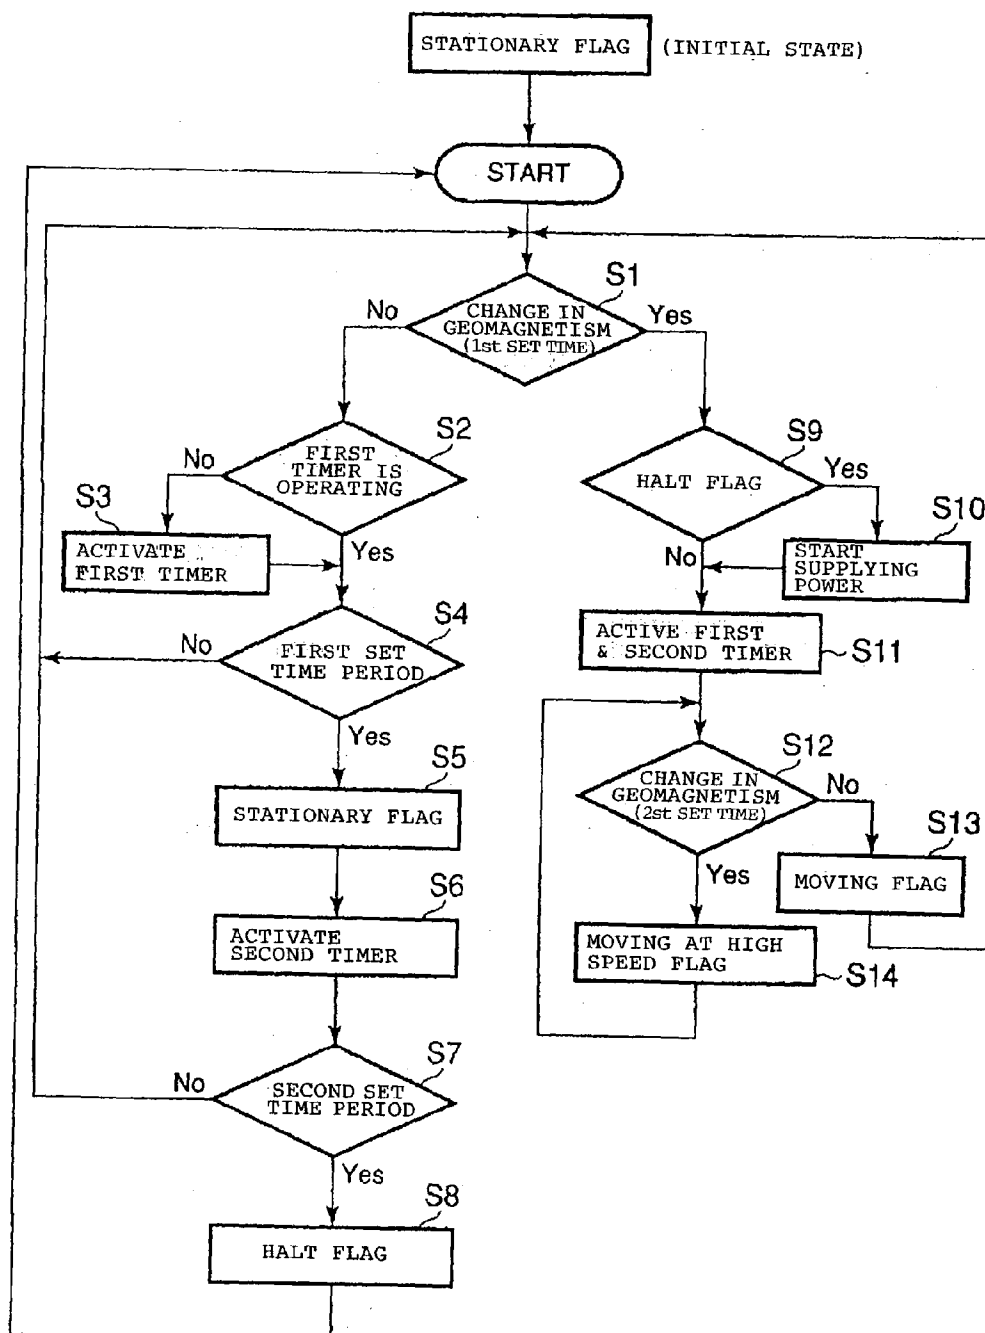 STATIONARY FLAG (INITIAL STATE)
START
S1
No
CHANGE IN
GEOMAGNETISM
(1st SET TIME)
Yes
S2
No
FIRST
TIMER IS
OPERATING
Yes
S3
ACTIVATE
FIRST TIMER
S4
No
FIRST SET
TIME PERIOD
Yes
S5
STATIONARY FLAG
S6
ACTIVATE
SECOND TIMER
S7
No
SECOND SET
TIME PERIOD
Yes
S8
HALT FLAG
S9
HALT FLAG
Yes
No
S10
START
SUPPLYING
POWER
ACTIVE FIRST
& SECOND TIMER
S11
S12
CHANGE IN
GEOMAGNETISM
(2st SET TIME)
No
Yes
S13
MOVING FLAG
MOVING AT HIGH
SPEED FLAG
S14